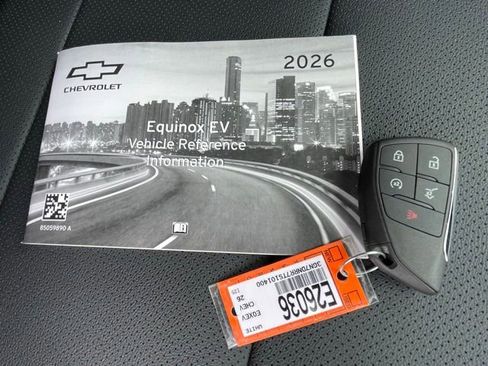 2026
CHEVROLET
Equinox EV
Vehicle Reference
Information
85059890 A
E26036
26
CHEV
EQXEV
WHITE